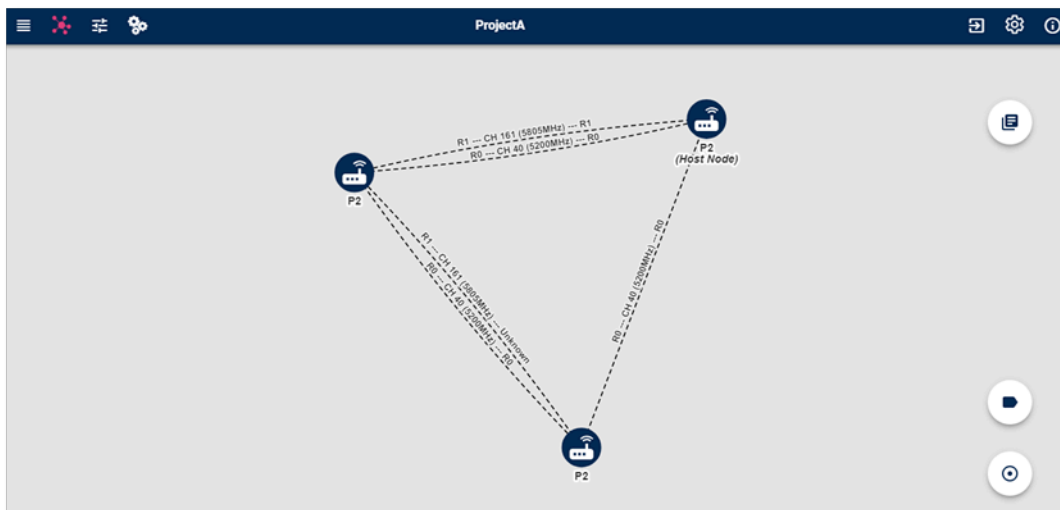 ProjectA
R1 --- CH 161 (5805MHz) --- R1
R0 --- CH 40 (5200MHz) --- R0
P2
(Host Node)
P2
R1 --- CH 161 (5805MHz) --- Unknown
R0 --- CH 40 (5200MHz) --- R0
R0 --- CH 40 (5200MHz) --- R0
P2